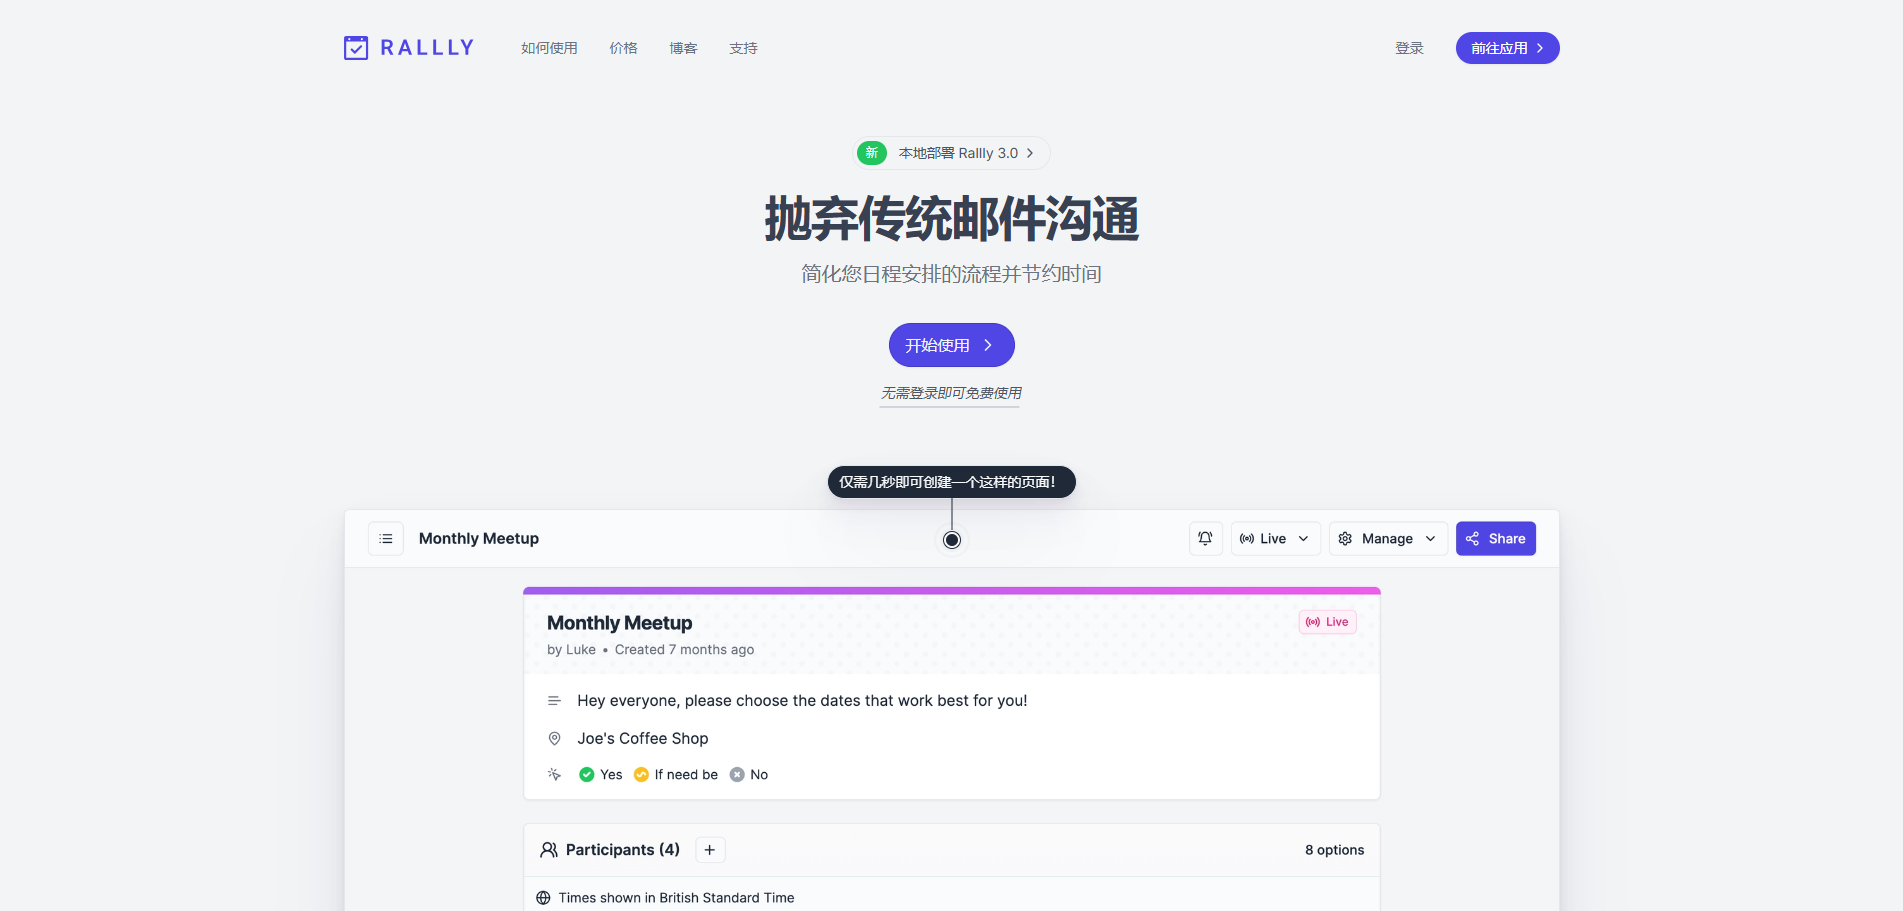 RALLLY 如何使用 价格 博客 支持 登录 前往应用
新 本地部署 Rallly 3.0
抛弃传统邮件沟通
简化您日程安排的流程并节约时间
开始使用
无需登录即可免费使用
仅需几秒即可创建一个这样的页面！
Monthly Meetup Live Manage Share
Monthly Meetup Live
by Luke • Created 7 months ago
Hey everyone, please choose the dates that work best for you!
Joe's Coffee Shop
Yes If need be No
Participants (4) 8 options
Times shown in British Standard Time